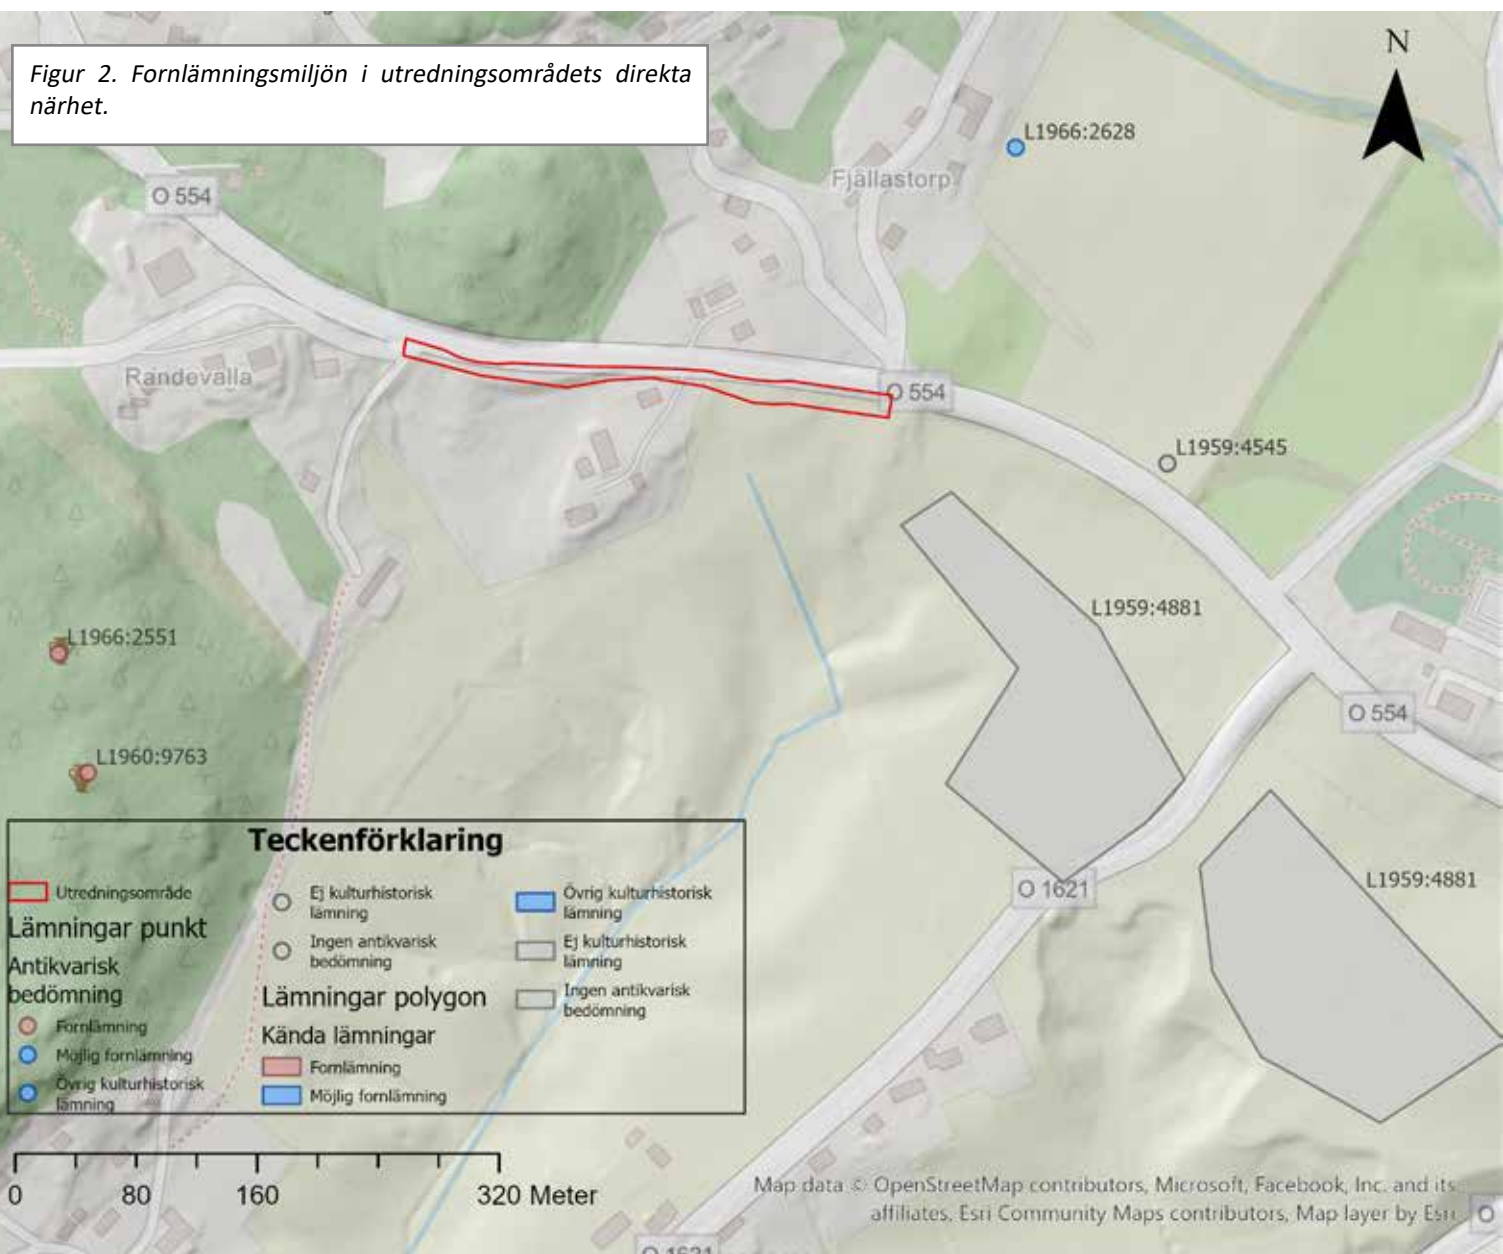 Figur 2. Fornlämningsmiljön i utredningsområdets direkta
närhet.
N
L1966:2628
Fjällastorp
O 554
Randevalla
O 554
L1959:4545
L1959:4881
L1966:2551
O 554
L1960:9763
L1959:4881
O 1621
Teckenförklaring
Utredningsområde
Lämningar punkt
Antikvarisk
bedömning
Fornlämning
Möjlig fornlämning
Övrig kulturhistorisk
lämning
Ej kulturhistorisk
lämning
Ingen antikvarisk
bedömning
Lämningar polygon
Kända lämningar
Fornlämning
Möjlig fornlämning
Övrig kulturhistorisk
lämning
Ej kulturhistorisk
lämning
Ingen antikvarisk
bedömning
0 80 160 320 Meter
Map data © OpenStreetMap contributors, Microsoft, Facebook, Inc. and its
affiliates, Esri Community Maps contributors, Map layer by Esri
O
O 1621